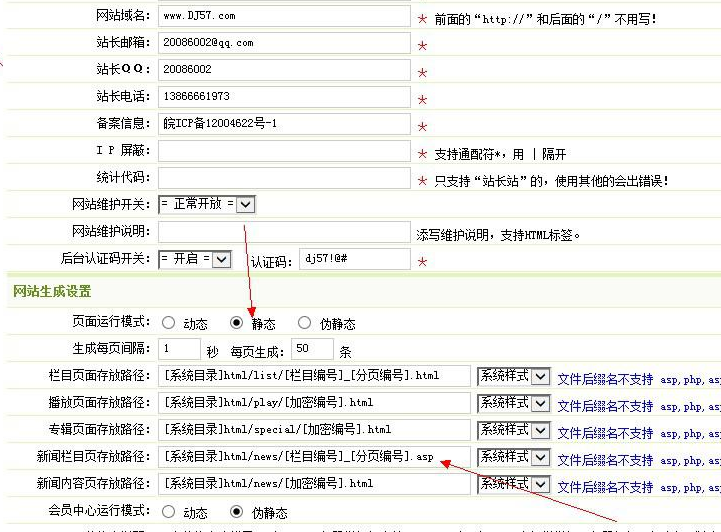 网站域名： www.DJ57.com * 前面的“http://”和后面的“/”不用写！
站长邮箱： 20086002@qq.com *
站长QQ： 20086002 *
站长电话： 13866661973 *
备案信息： 皖ICP备12004622号-1 *
IP屏蔽： * 支持通配符*，用 | 隔开
统计代码： * 只支持“站长站”的，使用其他的会出错误！
网站维护开关： = 正常开放 =
网站维护说明： 添写维护说明，支持HTML标签。
后台认证码开关： = 开启 = 认证码： dj57!@# *
网站生成设置
页面运行模式： 动态 静态 伪静态
生成每页间隔： 1 秒 每页生成： 50 条
栏目页面存放路径： [系统目录]html/list/[栏目编号]_[分页编号].html 系统样式 文件后缀名不支持 asp,php,as
播放页面存放路径： [系统目录]html/play/[加密编号].html 系统样式 文件后缀名不支持 asp,php,as
专辑页面存放路径： [系统目录]html/special/[加密编号].html 系统样式 文件后缀名不支持 asp,php,as
新闻栏目页存放路径： [系统目录]html/news/[栏目编号]_[分页编号].asp 系统样式 文件后缀名不支持 asp,php,as
新闻内容页存放路径： [系统目录]html/news/[加密编号].html 系统样式 文件后缀名不支持 asp,php,as
会员中心运行模式： 动态 伪静态